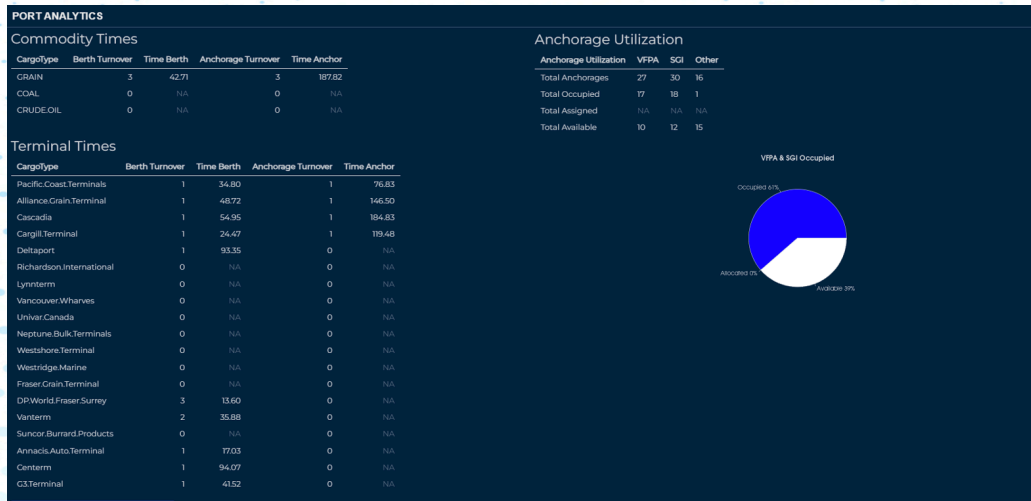 PORT ANALYTICS
Commodity Times
CargoType Berth Turnover Time Berth Anchorage Turnover Time Anchor
GRAIN 3 42.71 3 187.82
COAL 0 NA 0 NA
CRUDE.OIL 0 NA 0 NA
Terminal Times
CargoType Berth Turnover Time Berth Anchorage Turnover Time Anchor
Pacific.Coast.Terminals 1 34.80 1 76.83
Alliance.Grain.Terminal 1 48.72 1 146.50
Cascadia 1 54.95 1 184.83
Cargill.Terminal 1 24.47 1 119.48
Deltaport 1 93.35 0 NA
Richardson.International 0 NA 0 NA
Lynnterm 0 NA 0 NA
Vancouver.Wharves 0 NA 0 NA
Univar.Canada 0 NA 0 NA
Neptune.Bulk.Terminals 0 NA 0 NA
Westshore.Terminal 0 NA 0 NA
Westridge.Marine 0 NA 0 NA
Fraser.Grain.Terminal 0 NA 0 NA
DP.World.Fraser.Surrey 3 13.60 0 NA
Vanterm 2 35.88 0 NA
Suncor.Burrard.Products 0 NA 0 NA
Annacis.Auto.Terminal 1 17.03 0 NA
Centerm 1 94.07 0 NA
G3.Terminal 1 41.52 0 NA
Anchorage Utilization
Anchorage Utilization VFPA SGI Other
Total Anchorages 27 30 16
Total Occupied 17 18 1
Total Assigned NA NA NA
Total Available 10 12 15
VFPA & SGI Occupied
Occupied 61%
Allocated 0%
Available 39%